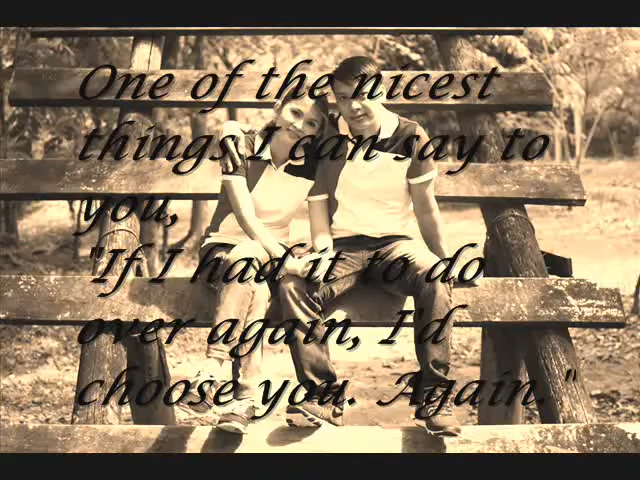 One of the nicest
things I can say to
you,
"If I had it to do
over again, I'd
choose you. Again."